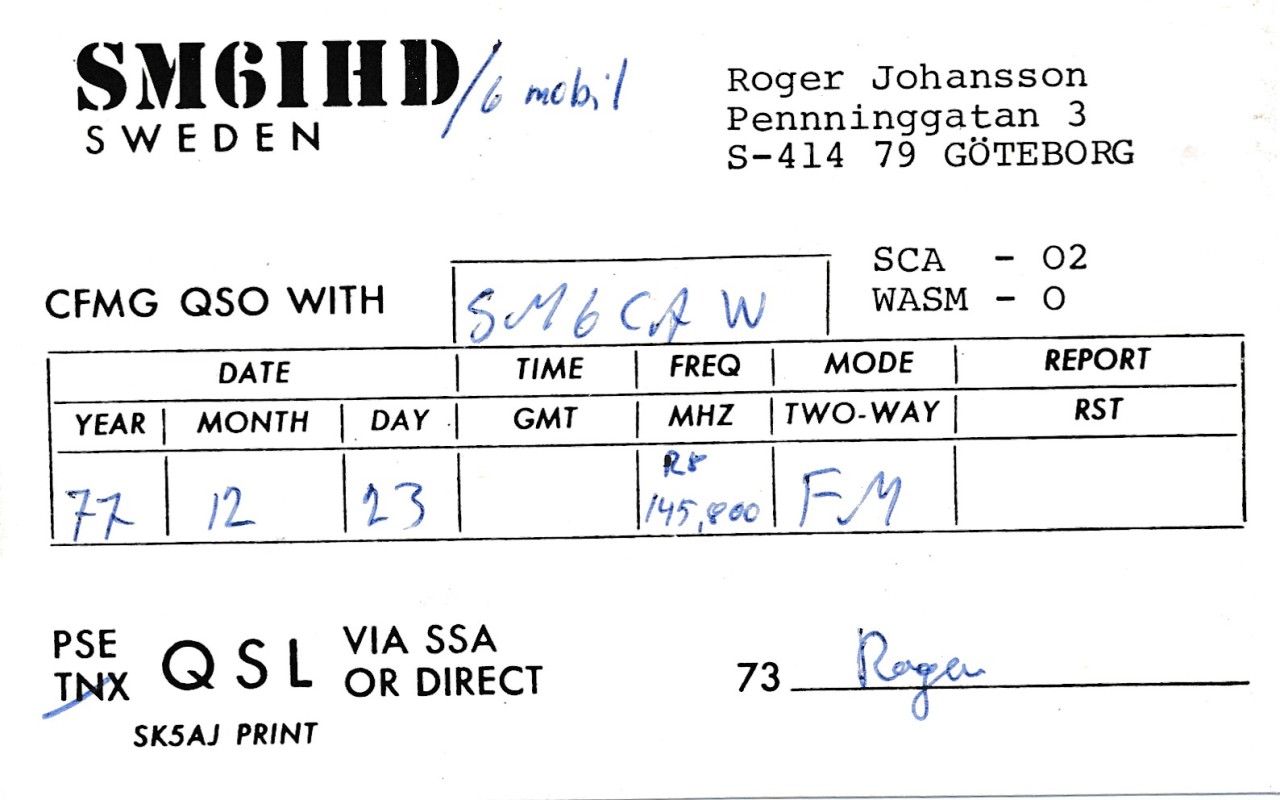 SM6IHD/6 mobil
SWEDEN
Roger Johansson
Pennninggatan 3
S-414 79 GÖTEBORG
SCA - 02
WASM - O
CFMG QSO WITH SM6CAW
DATE TIME FREQ MODE REPORT
YEAR MONTH DAY GMT MHZ TWO-WAY RST
R8
77 12 23 145,800 FM
PSE
TNX
QSL
VIA SSA
OR DIRECT
73 Roger
SK5AJ PRINT